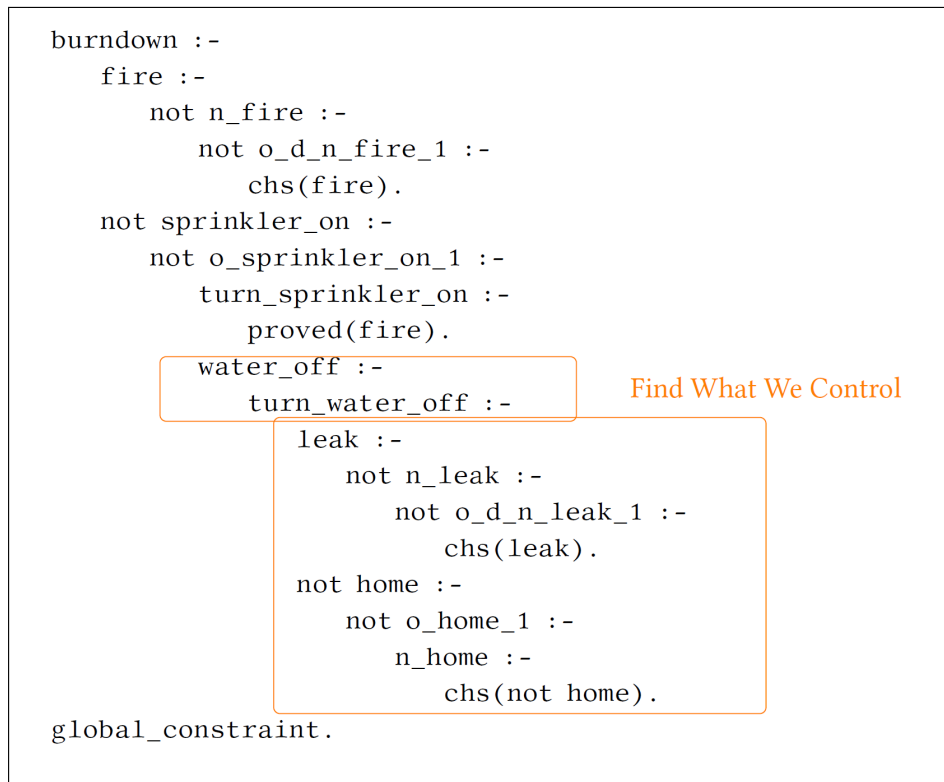 burndown :-
fire :-
not n_fire :-
not o_d_n_fire_1 :-
chs(fire).
not sprinkler_on :-
not o_sprinkler_on_1 :-
turn_sprinkler_on :-
proved(fire).
water_off :-
turn_water_off :-
Find What We Control
leak :-
not n_leak :-
not o_d_n_leak_1 :-
chs(leak).
not home :-
not o_home_1 :-
n_home :-
chs(not home).
global_constraint.